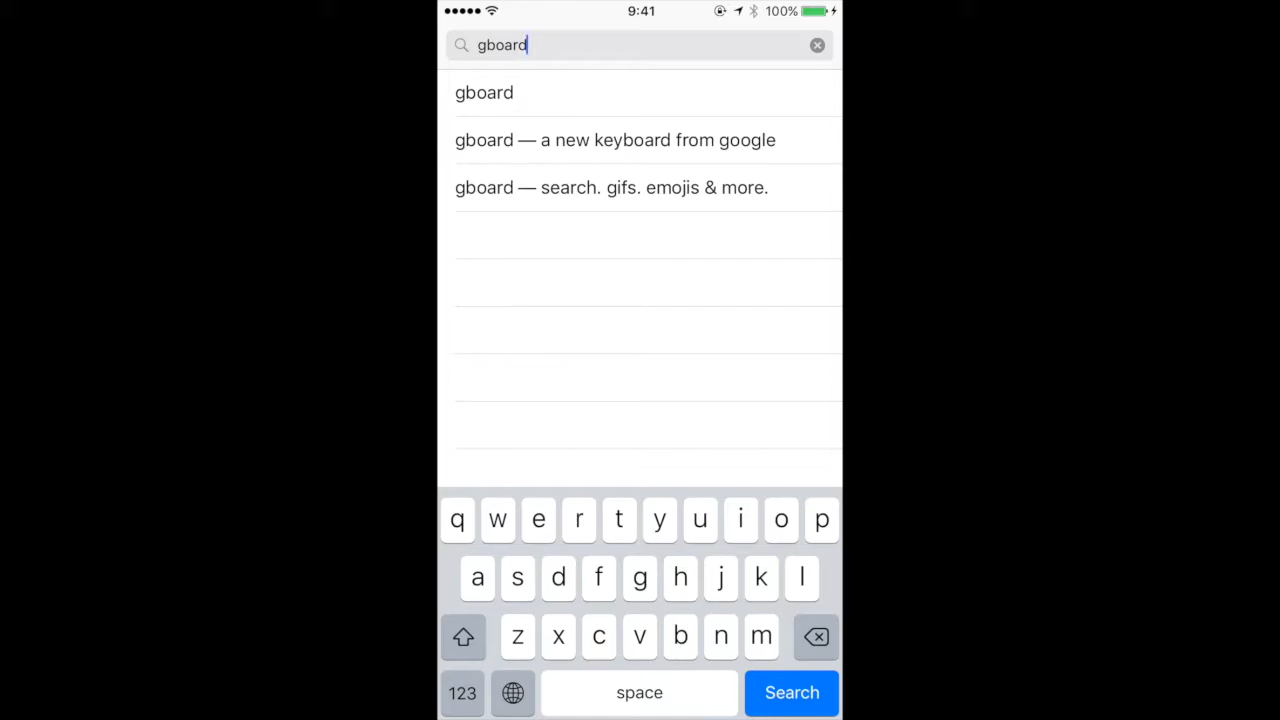 9:41 100%
gboard
gboard
gboard — a new keyboard from google
gboard — search. gifs. emojis & more.
q w e r t y u i o p
a s d f g h j k l
z x c v b n m
123 space Search